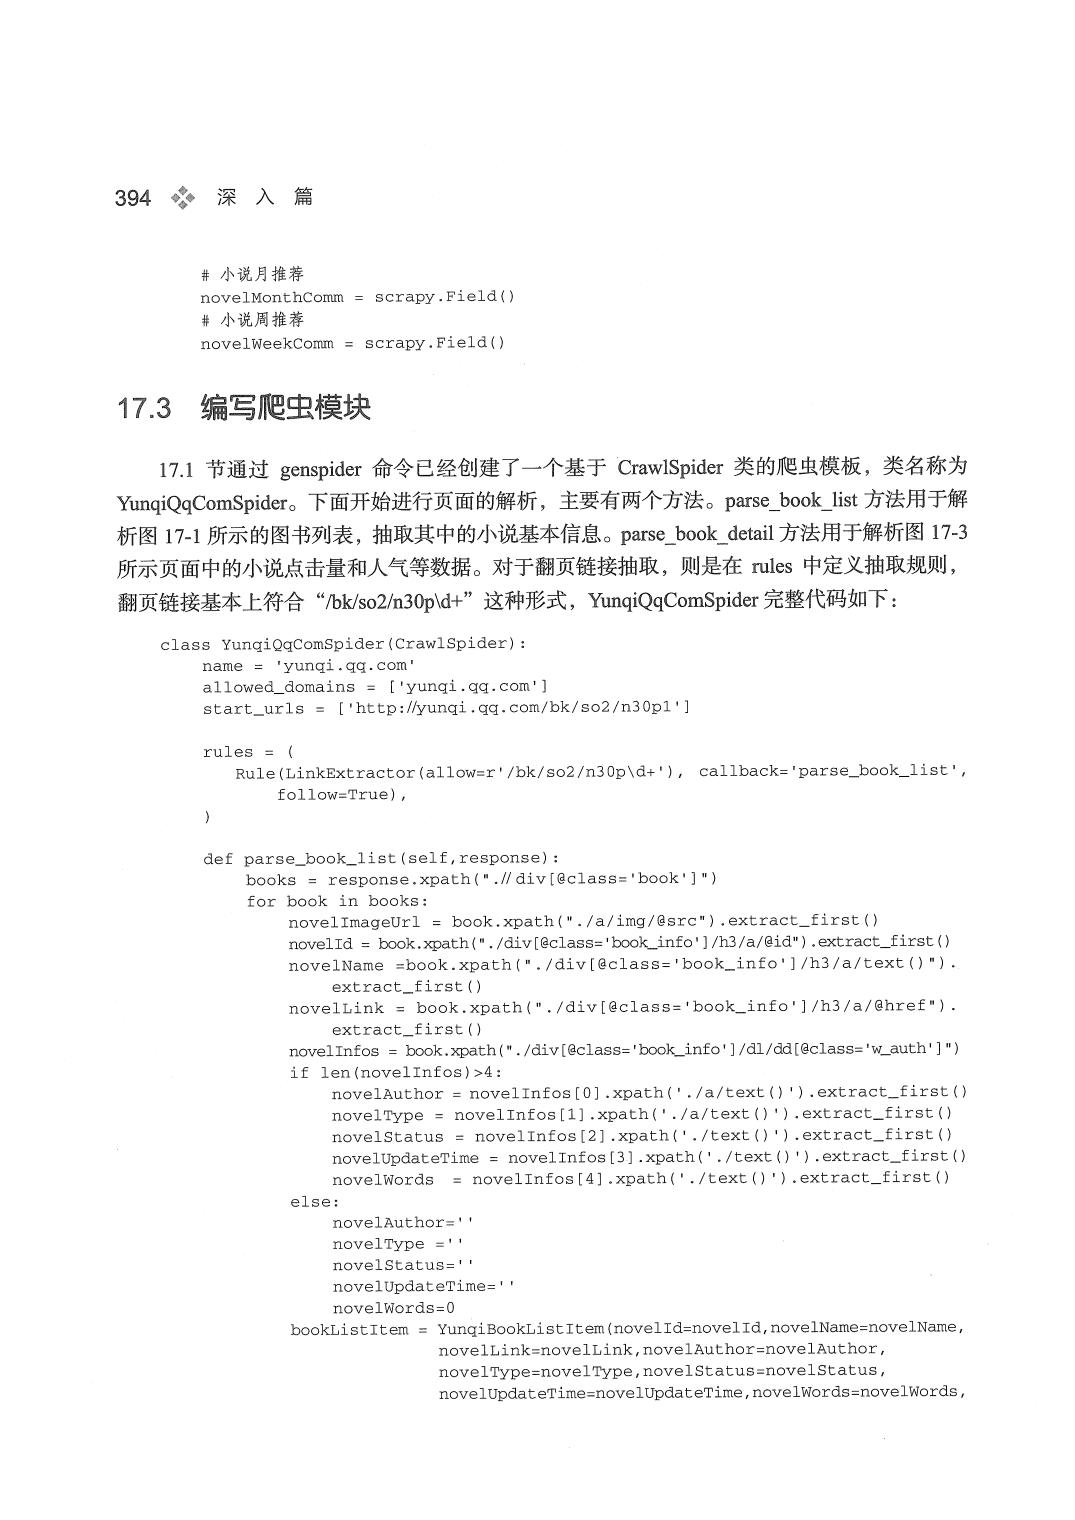 394 深 入 篇
# 小说月推荐
novelMonthComm = scrapy.Field()
# 小说周推荐
novelWeekComm = scrapy.Field()
17.3 编写爬虫模块
17.1 节通过 genspider 命令已经创建了一个基于 CrawlSpider 类的爬虫模板，类名称为
YunqiQqComSpider。下面开始进行页面的解析，主要有两个方法。parse_book_list 方法用于解
析图 17-1 所示的图书列表，抽取其中的小说基本信息。parse_book_detail 方法用于解析图 17-3
所示页面中的小说点击量和人气等数据。对于翻页链接抽取，则是在 rules 中定义抽取规则，
翻页链接基本上符合“/bk/so2/n30p\d+”这种形式，YunqiQqComSpider 完整代码如下：
class YunqiQqComSpider(CrawlSpider):
    name = 'yunqi.qq.com'
    allowed_domains = ['yunqi.qq.com']
    start_urls = ['http://yunqi.qq.com/bk/so2/n30p1']
    rules = (
        Rule(LinkExtractor(allow=r'/bk/so2/n30p\d+'), callback='parse_book_list',
            follow=True),
    )
    def parse_book_list(self,response):
        books = response.xpath(".//div[@class='book']")
        for book in books:
            novelImageUrl = book.xpath("./a/img/@src").extract_first()
            novelId = book.xpath("./div[@class='book_info']/h3/a/@id").extract_first()
            novelName =book.xpath("./div[@class='book_info']/h3/a/text()").
                extract_first()
            novelLink = book.xpath("./div[@class='book_info']/h3/a/@href").
                extract_first()
            novelInfos = book.xpath("./div[@class='book_info']/dl/dd[@class='w_auth']")
            if len(novelInfos)>4:
                novelAuthor = novelInfos[0].xpath('./a/text()').extract_first()
                novelType = novelInfos[1].xpath('./a/text()').extract_first()
                novelStatus = novelInfos[2].xpath('./text()').extract_first()
                novelUpdateTime = novelInfos[3].xpath('./text()').extract_first()
                novelWords  = novelInfos[4].xpath('./text()').extract_first()
            else:
                novelAuthor=''
                novelType =''
                novelStatus=''
                novelUpdateTime=''
                novelWords=0
            bookListItem = YunqiBookListItem(novelId=novelId,novelName=novelName,
                          novelLink=novelLink,novelAuthor=novelAuthor,
                          novelType=novelType,novelStatus=novelStatus,
                          novelUpdateTime=novelUpdateTime,novelWords=novelWords,